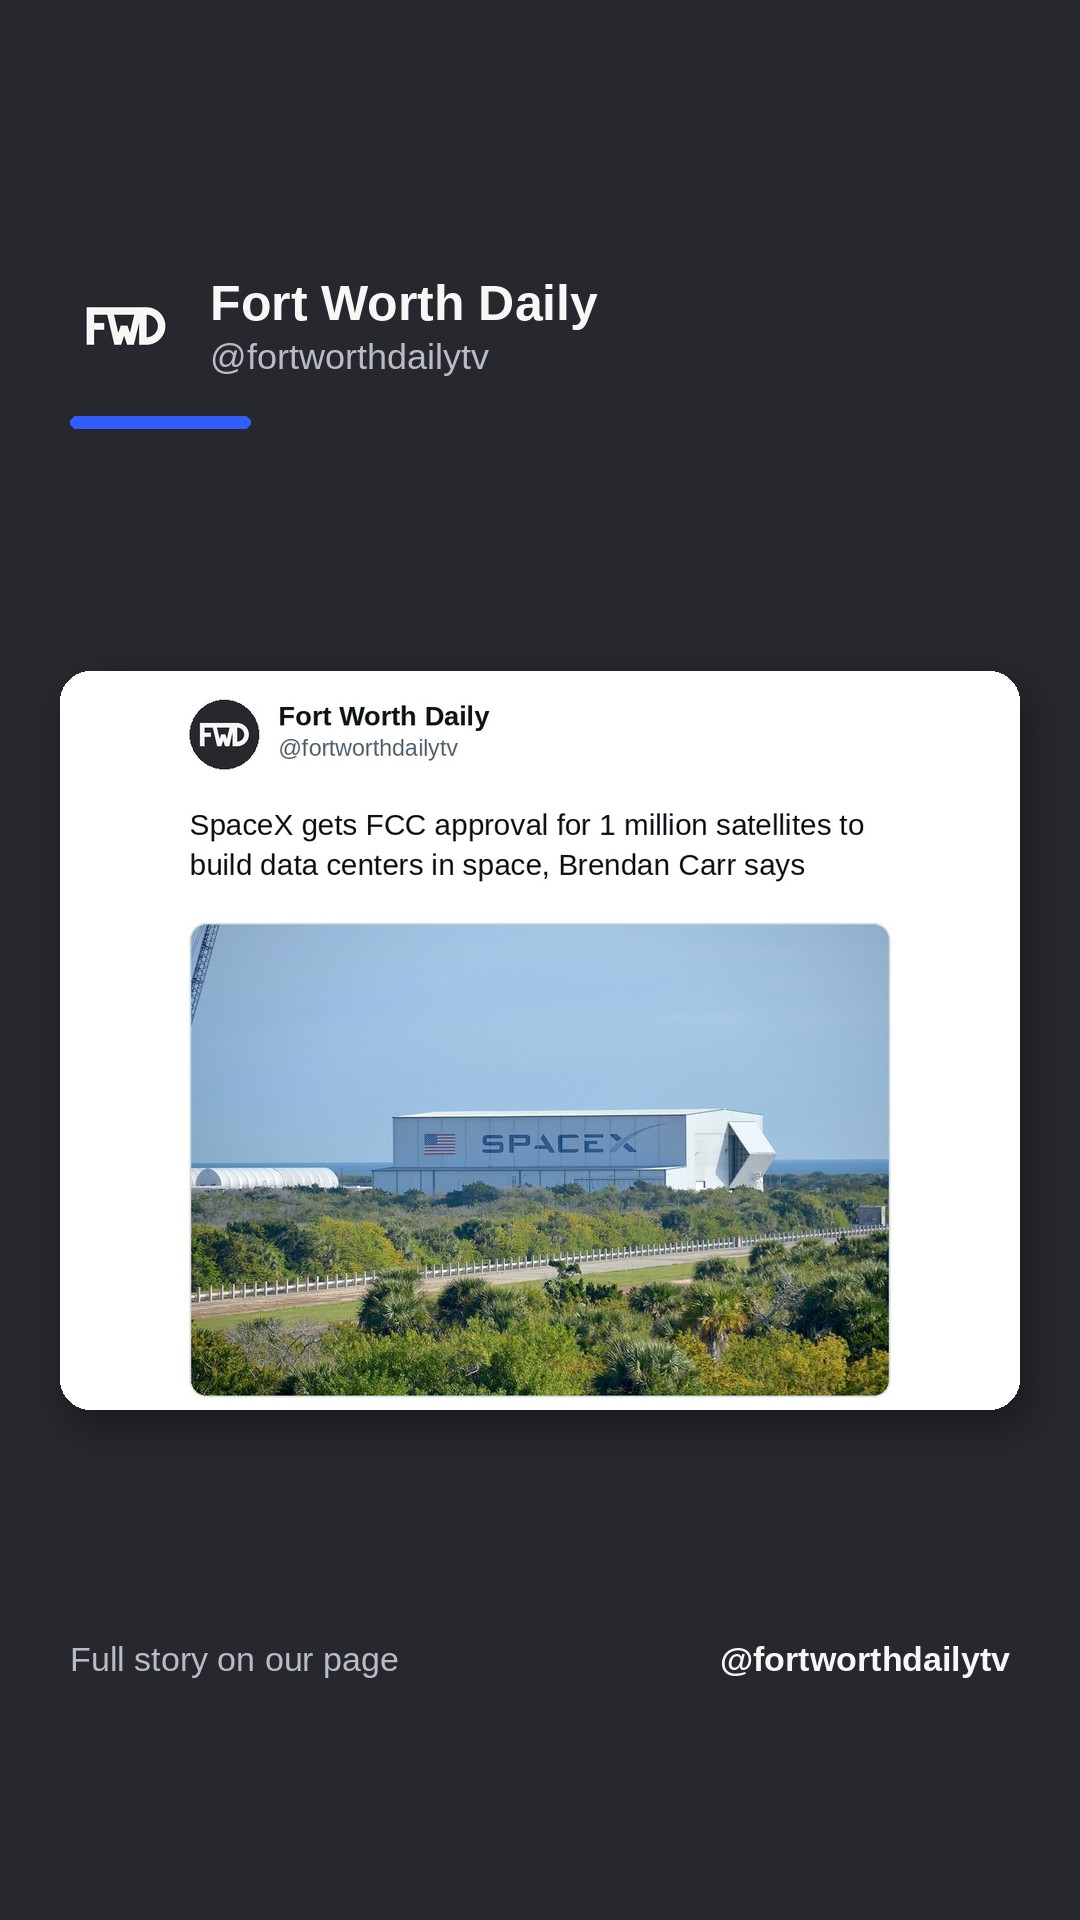 FWD
Fort Worth Daily
@fortworthdailytv
FWD
Fort Worth Daily
@fortworthdailytv
SpaceX gets FCC approval for 1 million satellites to
build data centers in space, Brendan Carr says
SPACEX
Full story on our page
@fortworthdailytv